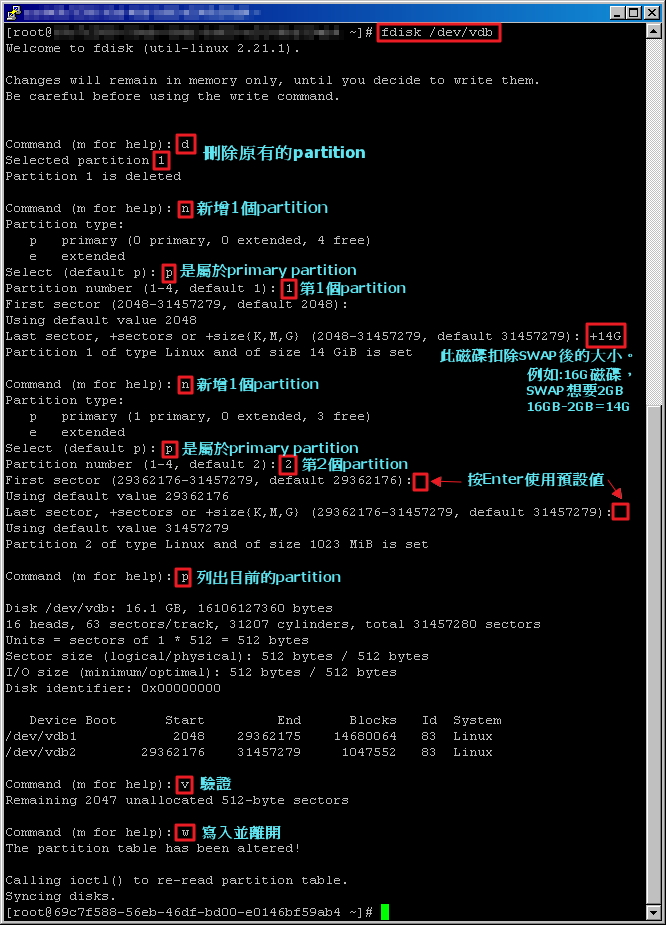 [root@ ~]# fdisk /dev/vdb
Welcome to fdisk (util-linux 2.21.1).
Changes will remain in memory only, until you decide to write them.
Be careful before using the write command.
Command (m for help): d 刪除原有的partition
Selected partition 1
Partition 1 is deleted
Command (m for help): n 新增1個partition
Partition type:
p primary (0 primary, 0 extended, 4 free)
e extended
Select (default p): p 是屬於primary partition
Partition number (1-4, default 1): 1 第1個partition
First sector (2048-31457279, default 2048):
Using default value 2048
Last sector, +sectors or +size{K,M,G} (2048-31457279, default 31457279): +14G
Partition 1 of type Linux and of size 14 GiB is set 此磁碟扣除SWAP後的大小。
例如:16G磁碟，
Command (m for help): n 新增1個partition
SWAP想要2GB
Partition type:
16GB-2GB=14G
p primary (1 primary, 0 extended, 3 free)
e extended
Select (default p): p 是屬於primary partition
Partition number (1-4, default 2): 2 第2個partition
First sector (29362176-31457279, default 29362176): 按Enter使用預設值
Using default value 29362176
Last sector, +sectors or +size{K,M,G} (29362176-31457279, default 31457279):
Using default value 31457279
Partition 2 of type Linux and of size 1023 MiB is set
Command (m for help): p 列出目前的partition
Disk /dev/vdb: 16.1 GB, 16106127360 bytes
16 heads, 63 sectors/track, 31207 cylinders, total 31457280 sectors
Units = sectors of 1 * 512 = 512 bytes
Sector size (logical/physical): 512 bytes / 512 bytes
I/O size (minimum/optimal): 512 bytes / 512 bytes
Disk identifier: 0x00000000
Device Boot Start End Blocks Id System
/dev/vdb1 2048 29362175 14680064 83 Linux
/dev/vdb2 29362176 31457279 1047552 83 Linux
Command (m for help): v 驗證
Remaining 2047 unallocated 512-byte sectors
Command (m for help): w 寫入並離開
The partition table has been altered!
Calling ioctl() to re-read partition table.
Syncing disks.
[root@69c7f588-56eb-46df-bd00-e0146bf59ab4 ~]#